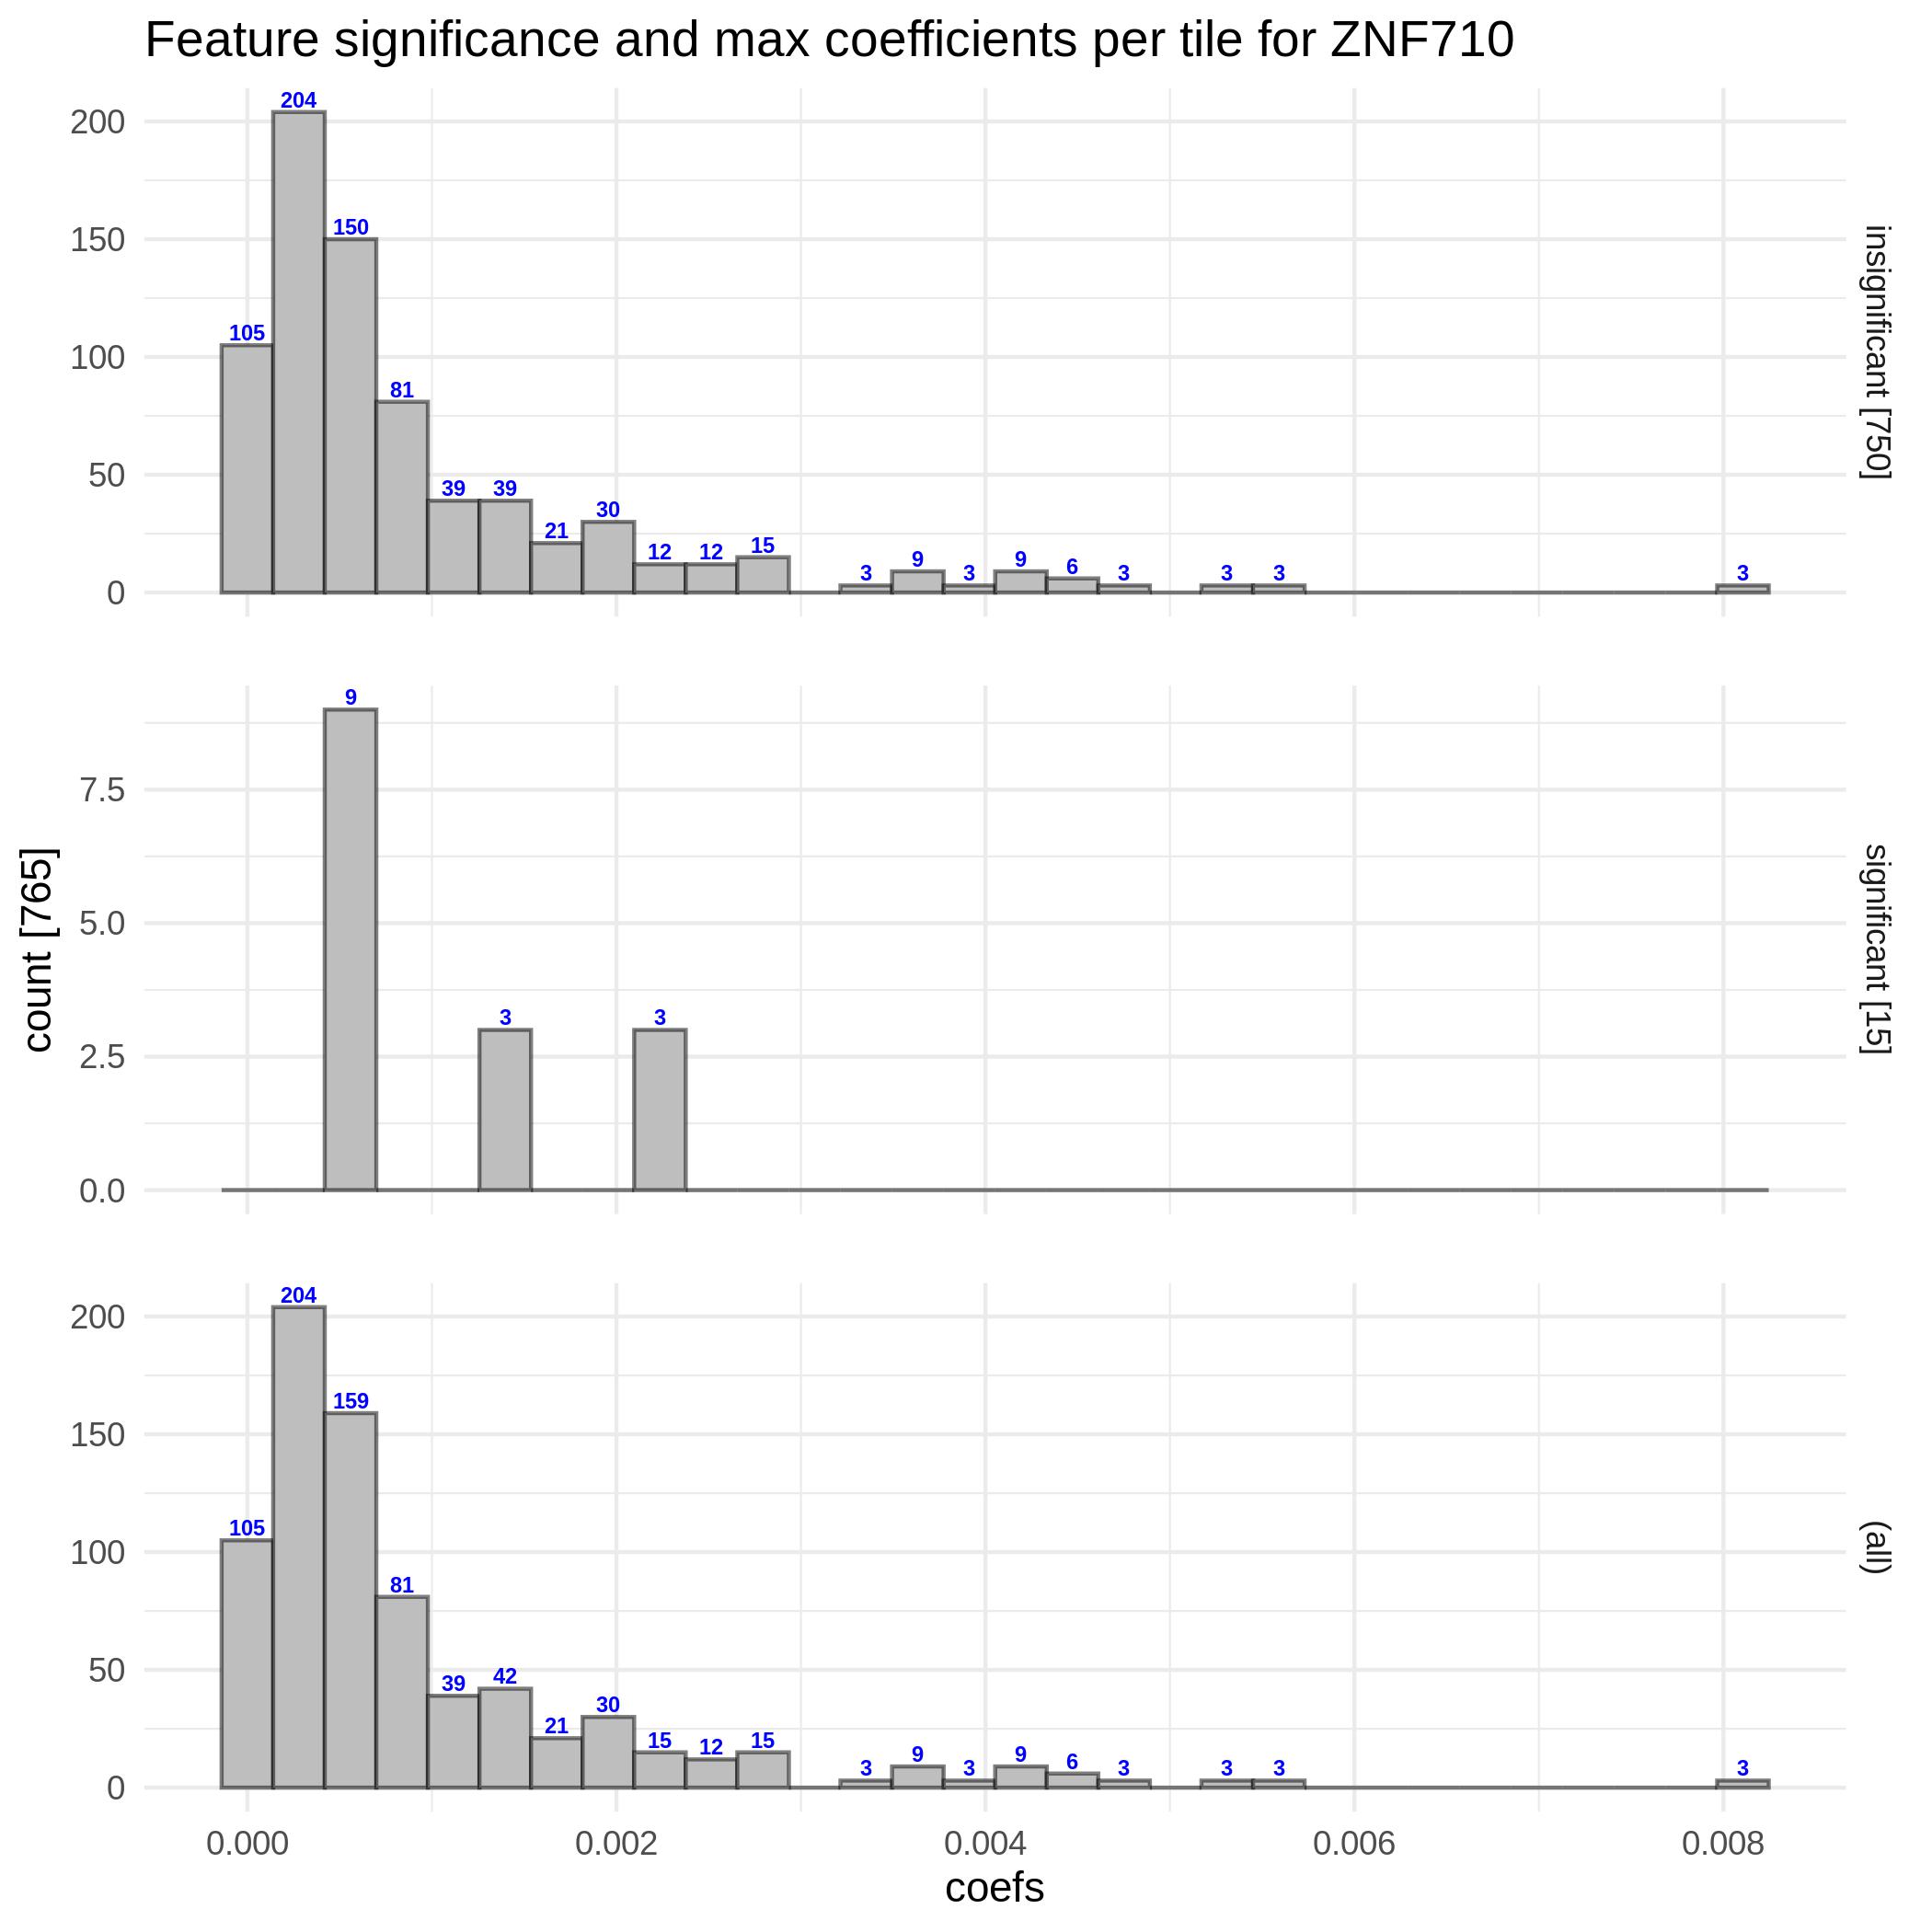 Feature significance and max coefficients per tile for ZNF710
count [765]
200
150
100
50
0
204
150
105
81
39 39
21 30 12 12 15 3 9 3 9 6 3 3 3 3
insignificant [750]
7.5
5.0
2.5
0.0
9
3 3
significant [15]
200
150
100
50
0
204
159
105
81
39 42
21 30 15 12 15 3 9 3 9 6 3 3 3 3
(all)
0.000 0.002 0.004 0.006 0.008
coefs